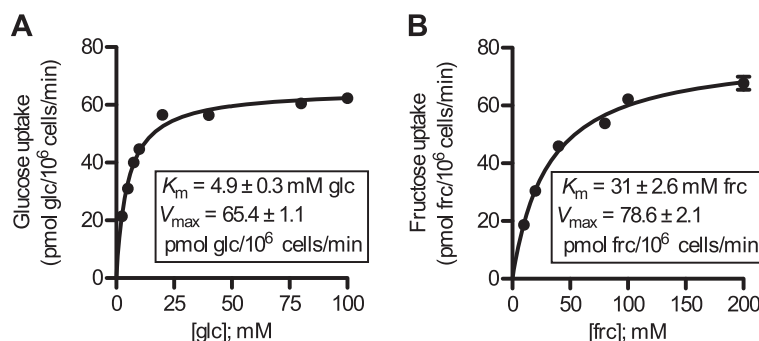 A
Glucose uptake
(pmol glc/10⁶ cells/min)
80
60
40
20
0
Kₘ = 4.9 ± 0.3 mM glc
Vₘₐₓ = 65.4 ± 1.1
pmol glc/10⁶ cells/min
0 25 50 75 100
[glc]; mM
B
Fructose uptake
(pmol frc/10⁶ cells/min)
80
60
40
20
0
Kₘ = 31 ± 2.6 mM frc
Vₘₐₓ = 78.6 ± 2.1
pmol frc/10⁶ cells/min
0 50 100 150 200
[frc]; mM